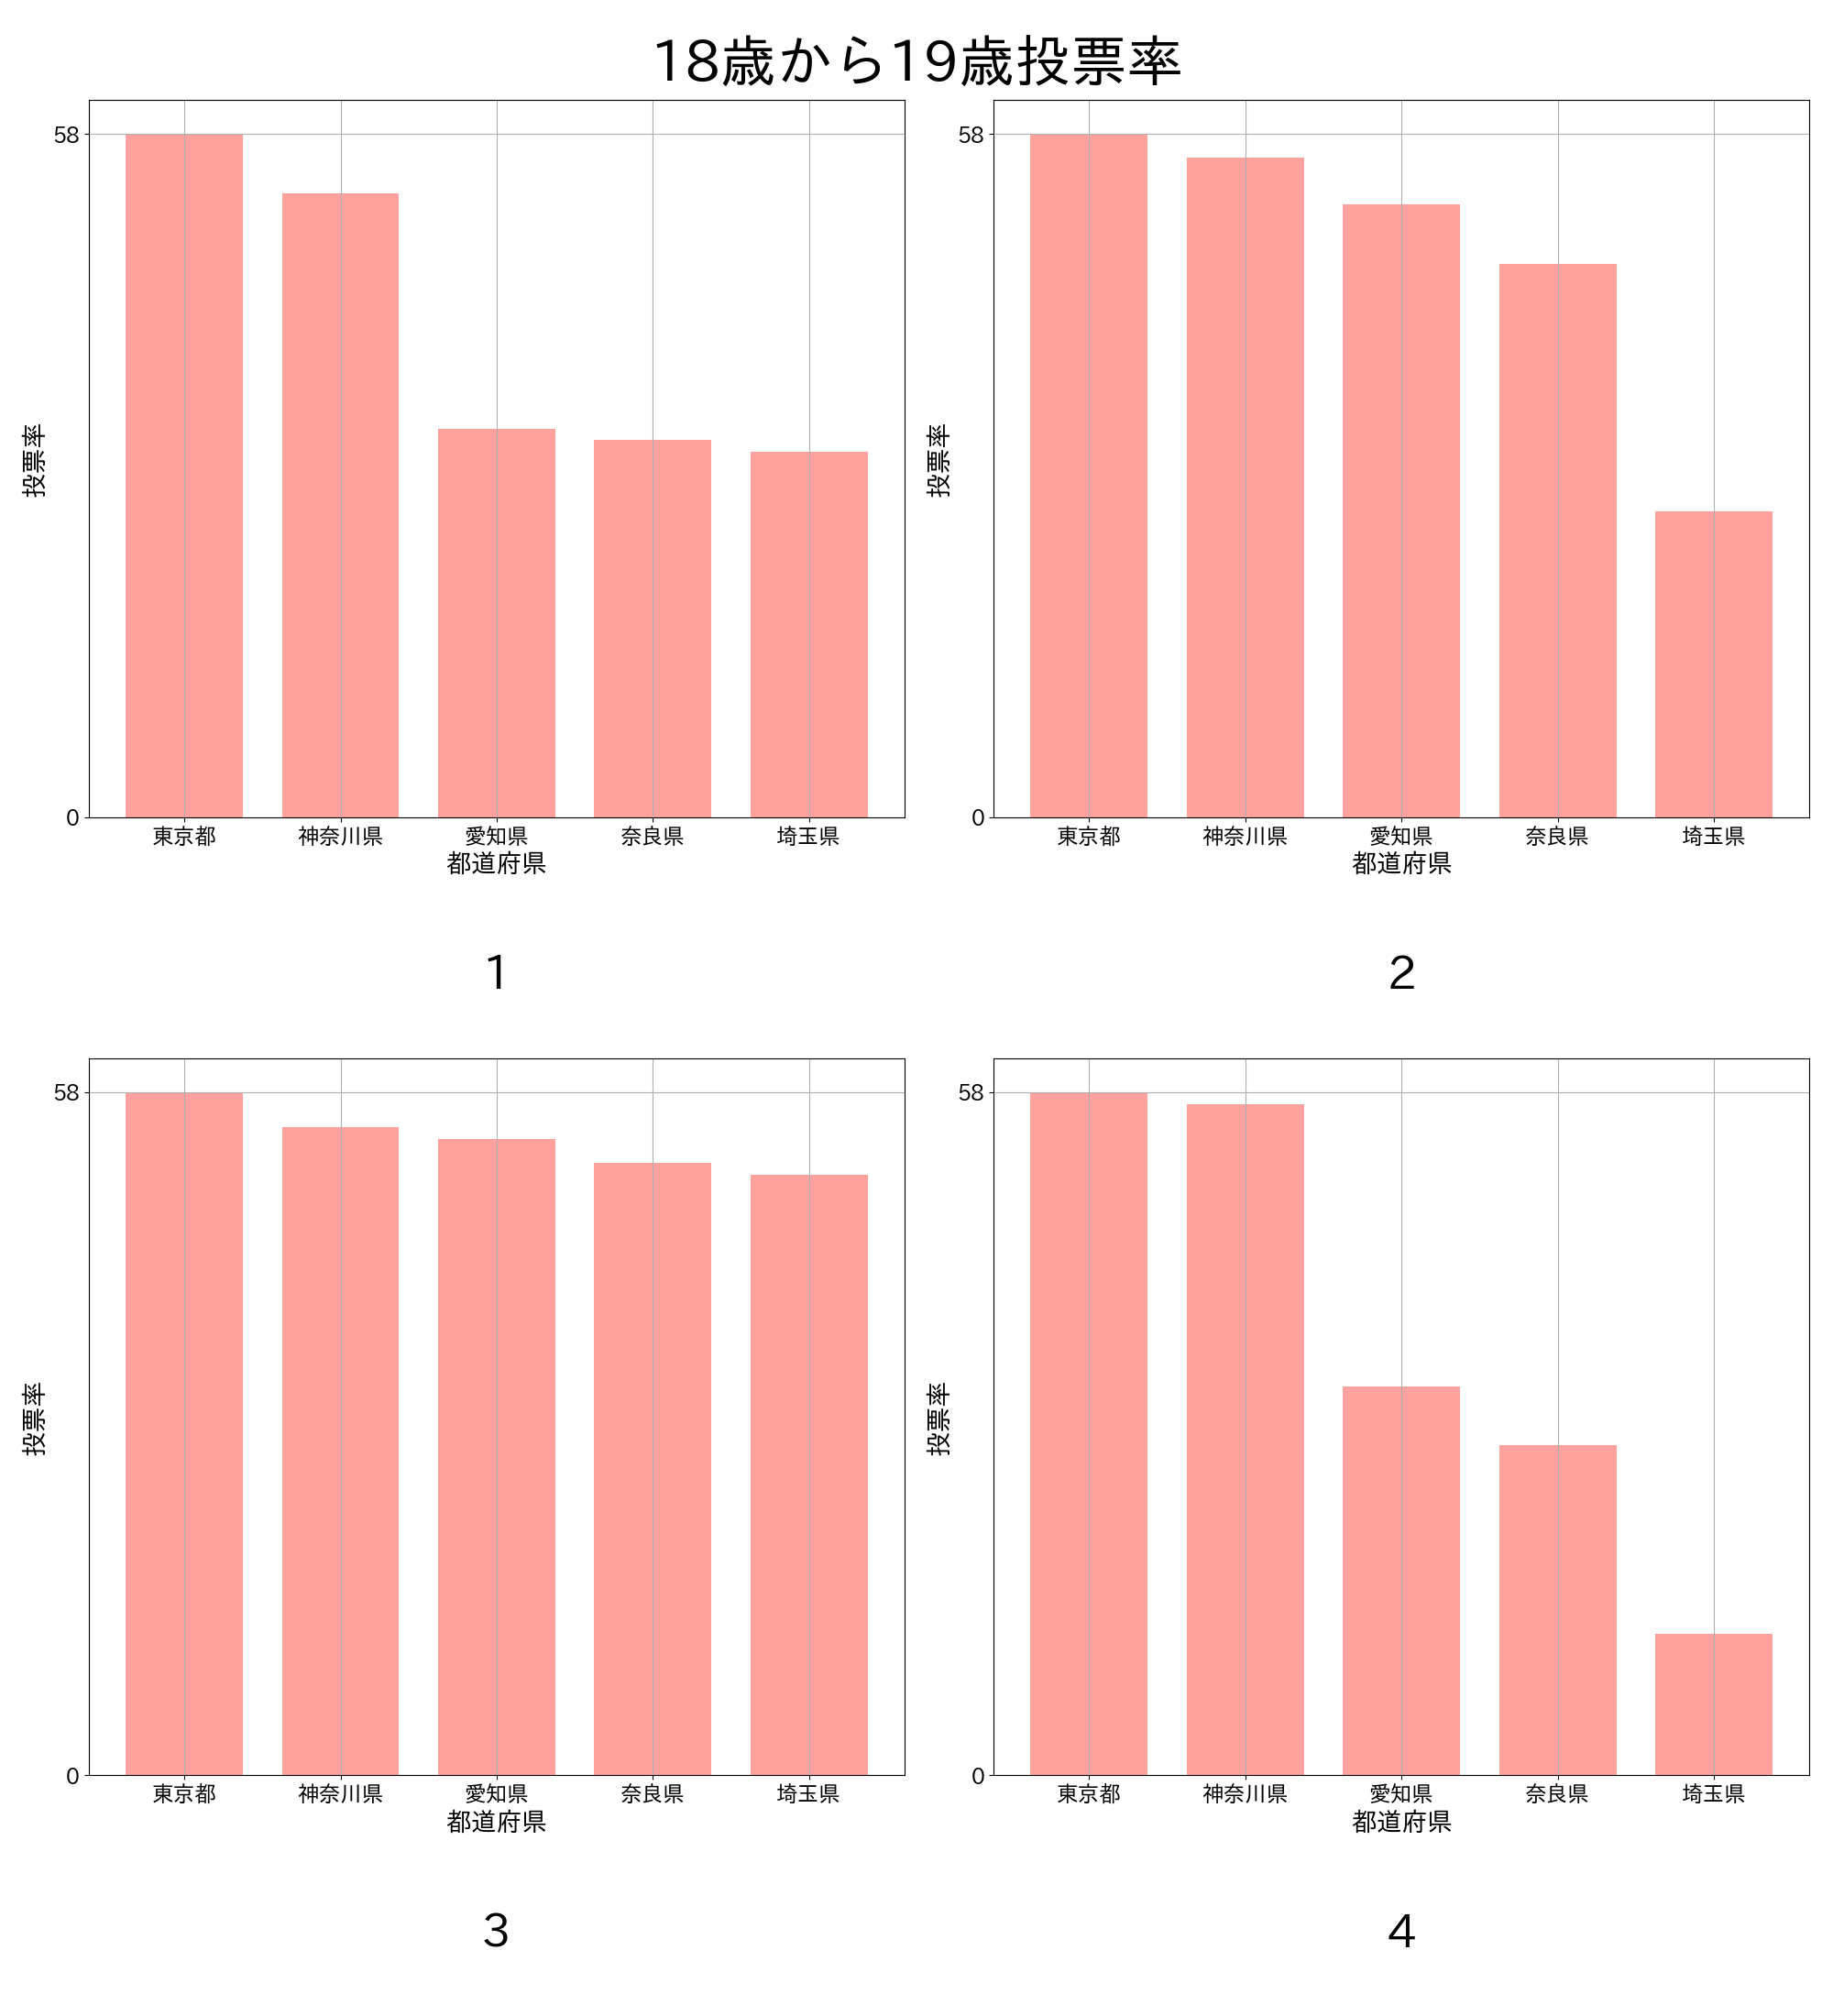 18歳から19歳投票率
58
0
投票率
東京都 神奈川県 愛知県 奈良県 埼玉県
都道府県
1
58
0
投票率
東京都 神奈川県 愛知県 奈良県 埼玉県
都道府県
2
58
0
投票率
東京都 神奈川県 愛知県 奈良県 埼玉県
都道府県
3
58
0
投票率
東京都 神奈川県 愛知県 奈良県 埼玉県
都道府県
4